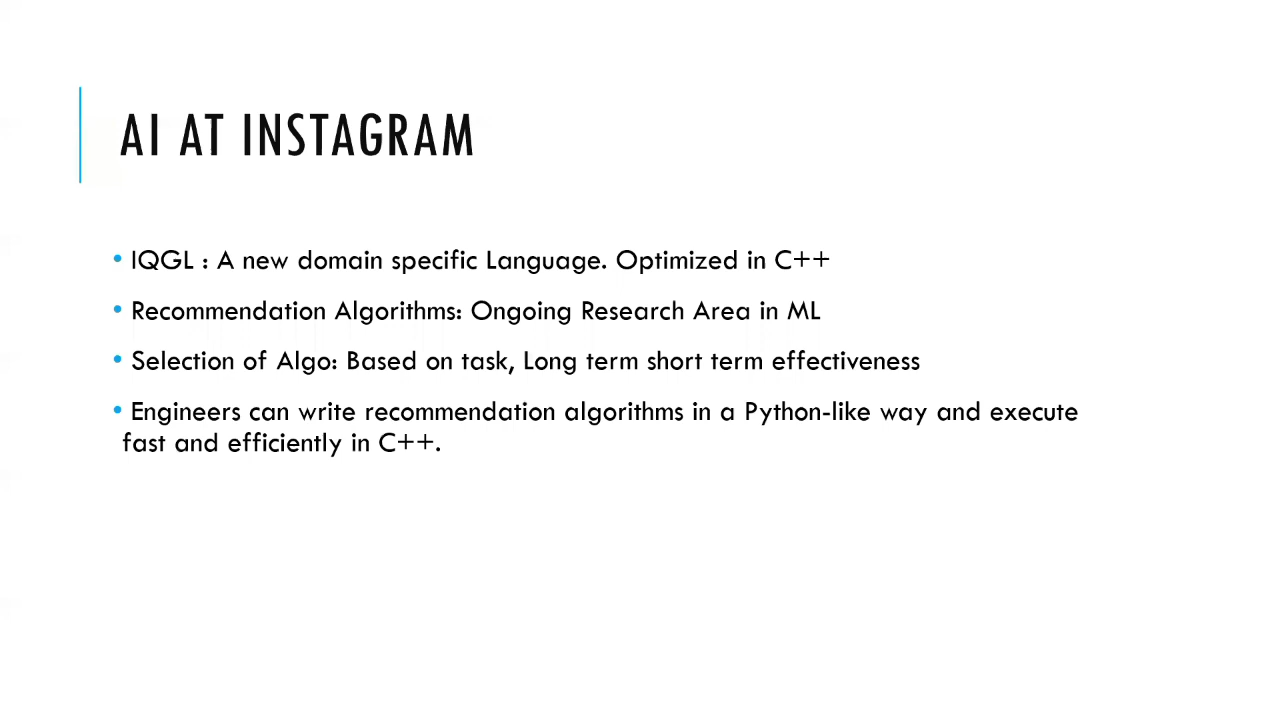 AI AT INSTAGRAM
• IQGL : A new domain specific Language. Optimized in C++
• Recommendation Algorithms: Ongoing Research Area in ML
• Selection of Algo: Based on task, Long term short term effectiveness
• Engineers can write recommendation algorithms in a Python-like way and execute
fast and efficiently in C++.